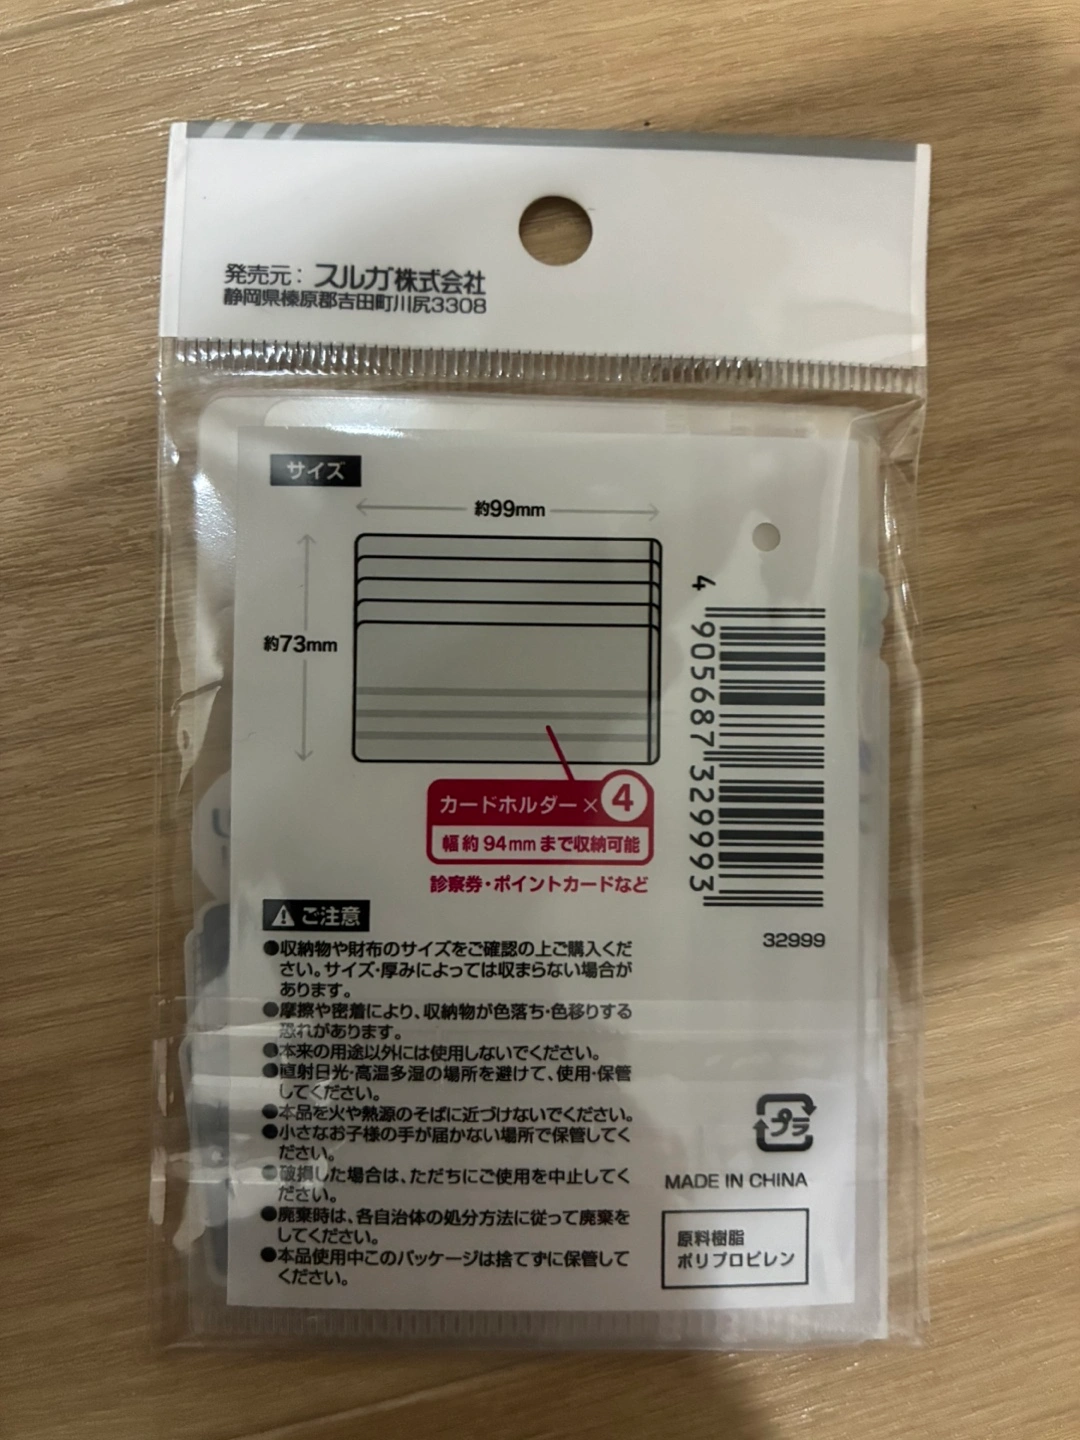 発売元：スルガ株式会社
静岡県榛原郡吉田町川尻3308
サイズ
約99mm
約73mm
カードホルダー×4
幅約94mmまで収納可能
診察券・ポイントカードなど
4 905687 329993
32999
ご注意
●収納物や財布のサイズをご確認の上ご購入くだ
さい。サイズ・厚みによっては収まらない場合が
あります。
●摩擦や密着により、収納物が色落ち・色移りする
恐れがあります。
●本来の用途以外には使用しないでください。
●直射日光・高温多湿の場所を避けて、使用・保管
してください。
●本品を火や熱源のそばに近づけないでください。
●小さなお子様の手が届かない場所で保管してく
ださい。
●破損した場合は、ただちにご使用を中止してく
ださい。
●廃棄時は、各自治体の処分方法に従って廃棄を
してください。
●本品使用中このパッケージは捨てずに保管して
ください。
プラ
MADE IN CHINA
原料樹脂
ポリプロピレン